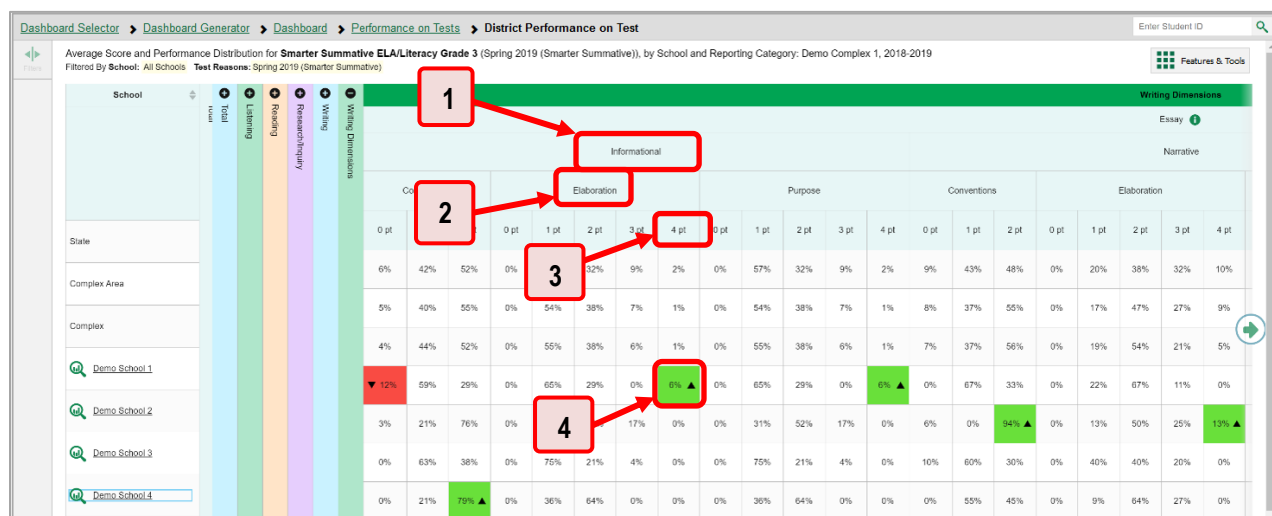 Dashboard Selector > Dashboard Generator > Dashboard > Performance on Tests > District Performance on Test
Enter Student ID
Filters
Average Score and Performance Distribution for Smarter Summative ELA/Literacy Grade 3 (Spring 2019 (Smarter Summative)), by School and Reporting Category: Demo Complex 1, 2018-2019
Filtered By School: All Schools Test Reasons: Spring 2019 (Smarter Summative)
Features & Tools
School
Total
Listening
Reading
Research/Inquiry
Writing
Writing Dimensions
Writing Dimensions
1
Essay
Informational
Narrative
2
Elaboration Purpose Conventions Elaboration
0 pt 0 pt 1 pt 2 pt 3 pt 4 pt 0 pt 1 pt 2 pt 3 pt 4 pt 0 pt 1 pt 2 pt 0 pt 1 pt 2 pt 3 pt 4 pt
3
State
6% 42% 52% 0% 32% 9% 2% 0% 57% 32% 9% 2% 9% 43% 48% 0% 20% 38% 32% 10%
Complex Area
5% 40% 55% 0% 54% 38% 7% 1% 0% 54% 38% 7% 1% 8% 37% 55% 0% 17% 47% 27% 9%
Complex
4% 44% 52% 0% 55% 38% 6% 1% 0% 55% 38% 6% 1% 7% 37% 56% 0% 19% 54% 21% 5%
Demo School 1
▼ 12% 59% 29% 0% 65% 29% 0% 6% ▲ 0% 65% 29% 0% 6% ▲ 0% 67% 33% 0% 22% 67% 11% 0%
4
Demo School 2
3% 21% 76% 0% 17% 0% 0% 31% 52% 17% 0% 6% 0% 94% ▲ 0% 13% 50% 25% 13% ▲
Demo School 3
0% 63% 38% 0% 75% 21% 4% 0% 0% 75% 21% 4% 0% 10% 60% 30% 0% 40% 40% 20% 0%
Demo School 4
0% 21% 79% ▲ 0% 36% 64% 0% 0% 0% 36% 64% 0% 0% 0% 55% 45% 0% 9% 64% 27% 0%